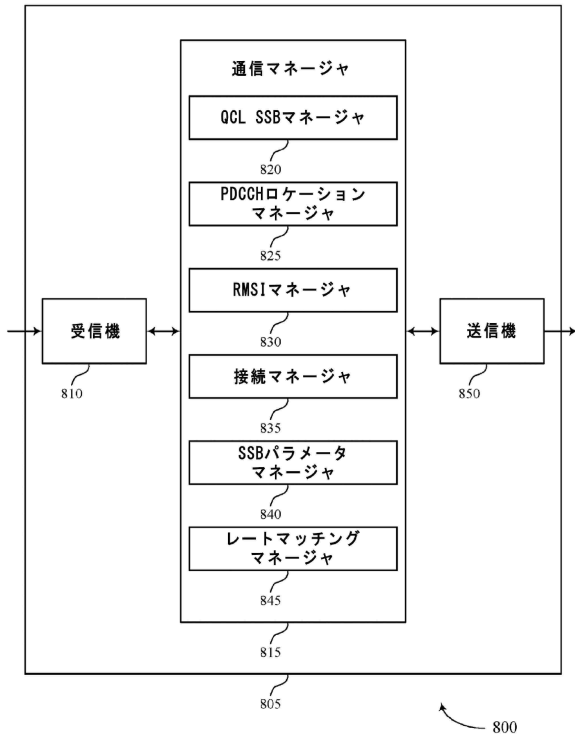 通信マネージャ
QCL SSBマネージャ
820
PDCCHロケーション
マネージャ
825
RMSIマネージャ
830
受信機
810
送信機
850
接続マネージャ
835
SSBパラメータ
マネージャ
840
レートマッチング
マネージャ
845
815
805
800